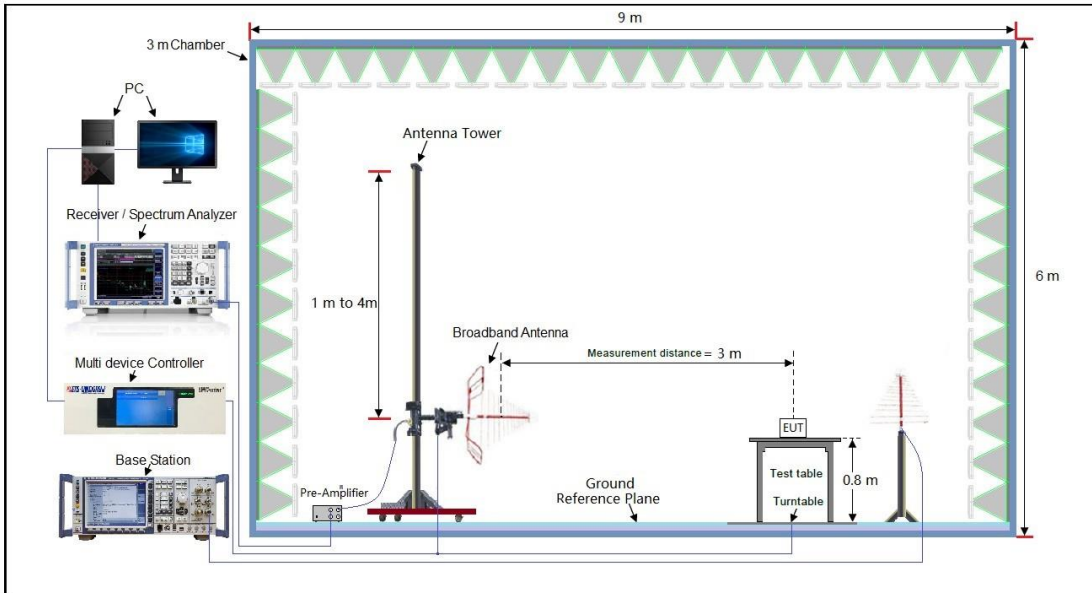 9 m
3 m Chamber
PC
Antenna Tower
Receiver / Spectrum Analyzer
6 m
1 m to 4m
Broadband Antenna
Measurement distance = 3 m
Multi device Controller
EUT
Base Station
Test table
0.8 m
Pre-Amplifier
Ground
Reference Plane
Turntable